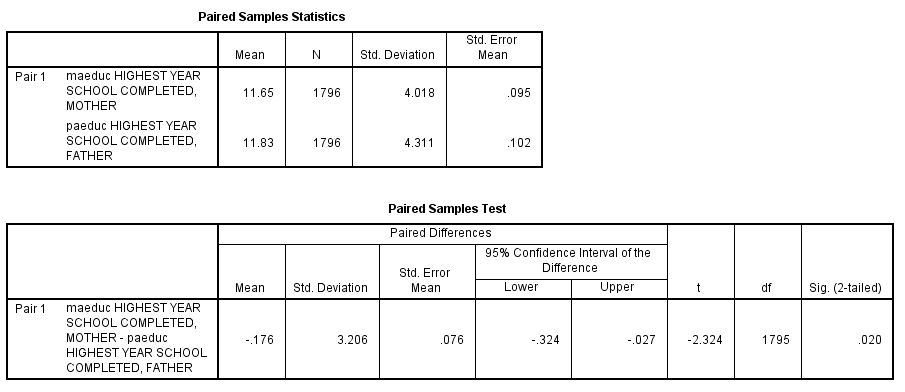 Paired Samples Statistics
Mean N Std. Deviation Std. Error Mean
Pair 1 maeduc HIGHEST YEAR
SCHOOL COMPLETED,
MOTHER 11.65 1796 4.018 .095
paeduc HIGHEST YEAR
SCHOOL COMPLETED,
FATHER 11.83 1796 4.311 .102
Paired Samples Test
Paired Differences
95% Confidence Interval of the
Difference
Mean Std. Deviation Std. Error Mean Lower Upper t df Sig. (2-tailed)
Pair 1 maeduc HIGHEST YEAR
SCHOOL COMPLETED,
MOTHER - paeduc
HIGHEST YEAR SCHOOL
COMPLETED, FATHER -.176 3.206 .076 -.324 -.027 -2.324 1795 .020